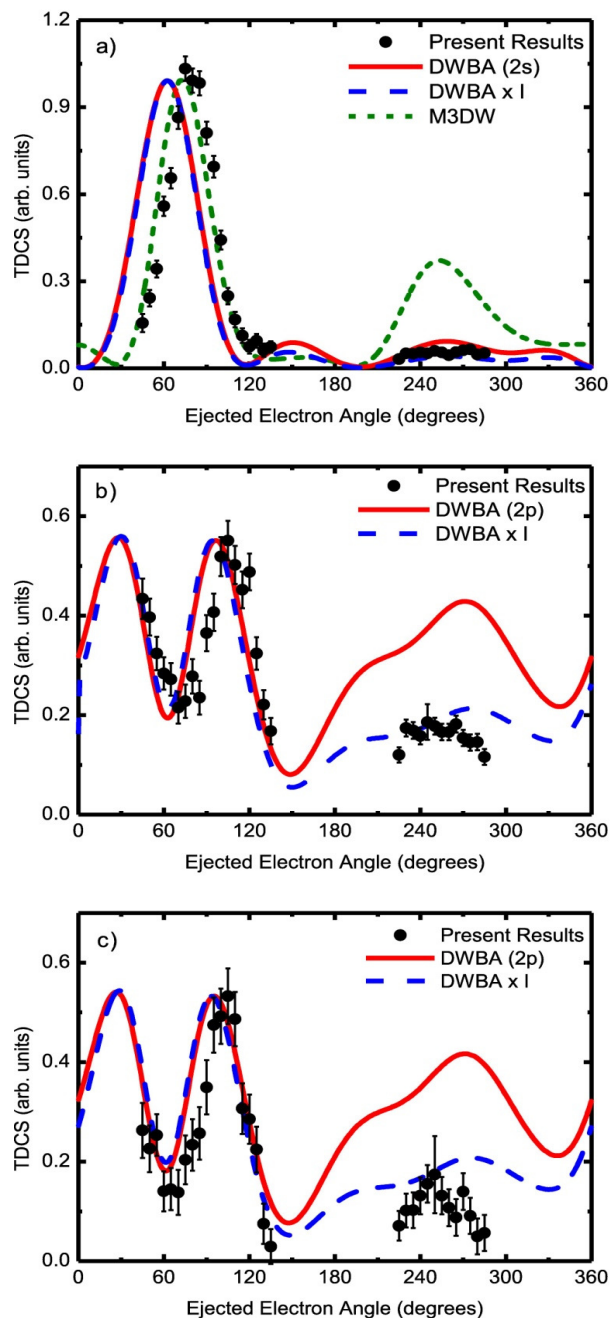 a)
Present Results
DWBA (2s)
DWBA x I
M3DW
TDCS (arb. units)
1.2
0.9
0.6
0.3
0.0
0 60 120 180 240 300 360
Ejected Electron Angle (degrees)
b)
Present Results
DWBA (2p)
DWBA x I
TDCS (arb. units)
0.6
0.4
0.2
0.0
0 60 120 180 240 300 360
Ejected Electron Angle (degrees)
c)
Present Results
DWBA (2p)
DWBA x I
TDCS (arb. units)
0.6
0.4
0.2
0.0
0 60 120 180 240 300 360
Ejected Electron Angle (degrees)